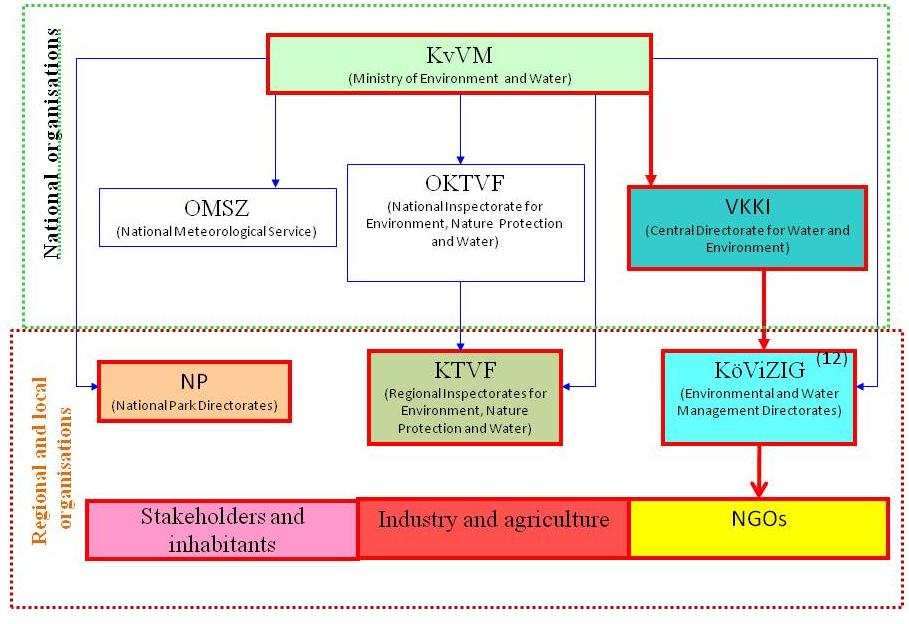 National organisations
KvVM
(Ministry of Environment and Water)
OMSZ
(National Meteorological Service)
OKTVF
(National Inspectorate for
Environment, Nature Protection
and Water)
VKKI
(Central Directorate for Water and
Environment)
Regional and local
organisations
NP
(National Park Directorates)
KTVF
(Regional Inspectorates for
Environment, Nature
Protection and Water)
KöViZIG (12)
(Environmental and Water
Management Directorates)
Stakeholders and
inhabitants
Industry and agriculture
NGOs